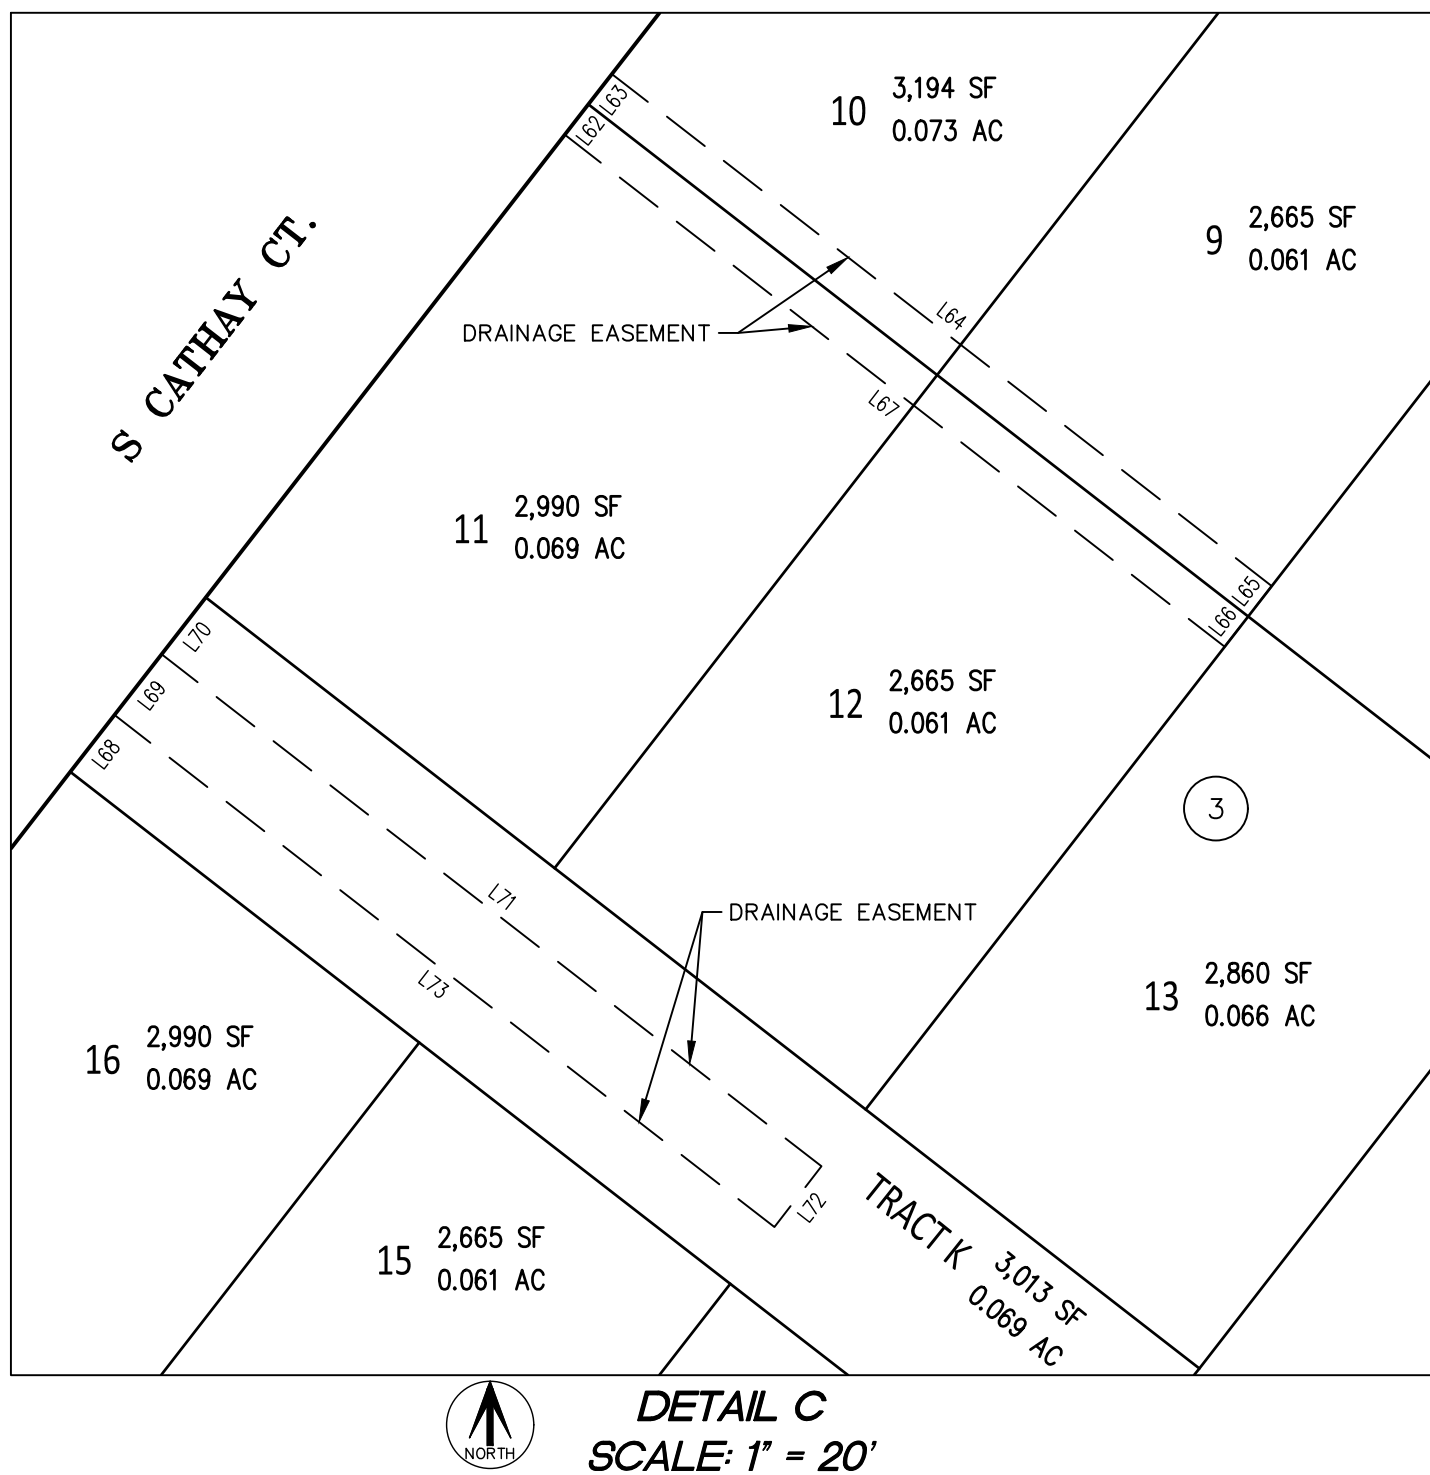 L63
L62
10
3,194 SF
0.073 AC
9
2,665 SF
0.061 AC
S CATHAY CT.
DRAINAGE EASEMENT
L64
L67
11
2,990 SF
0.069 AC
L65
L66
L70
L69
L68
12
2,665 SF
0.061 AC
3
L71
DRAINAGE EASEMENT
L73
13
2,860 SF
0.066 AC
16
2,990 SF
0.069 AC
L72
TRACT K
3,013 SF
0.069 AC
15
2,665 SF
0.061 AC
NORTH
DETAIL C
SCALE: 1" = 20'